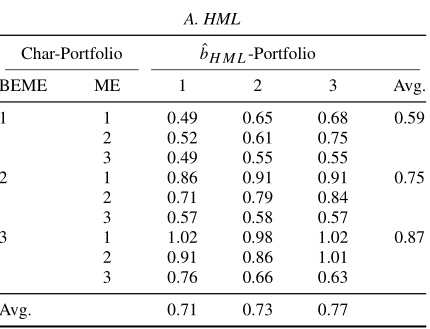 A. HML
Char-Portfolio b̂HML-Portfolio
BEME ME 1 2 3 Avg.
1 1 0.49 0.65 0.68 0.59
2 0.52 0.61 0.75
3 0.49 0.55 0.55
2 1 0.86 0.91 0.91 0.75
2 0.71 0.79 0.84
3 0.57 0.58 0.57
3 1 1.02 0.98 1.02 0.87
2 0.91 0.86 1.01
3 0.76 0.66 0.63
Avg. 0.71 0.73 0.77